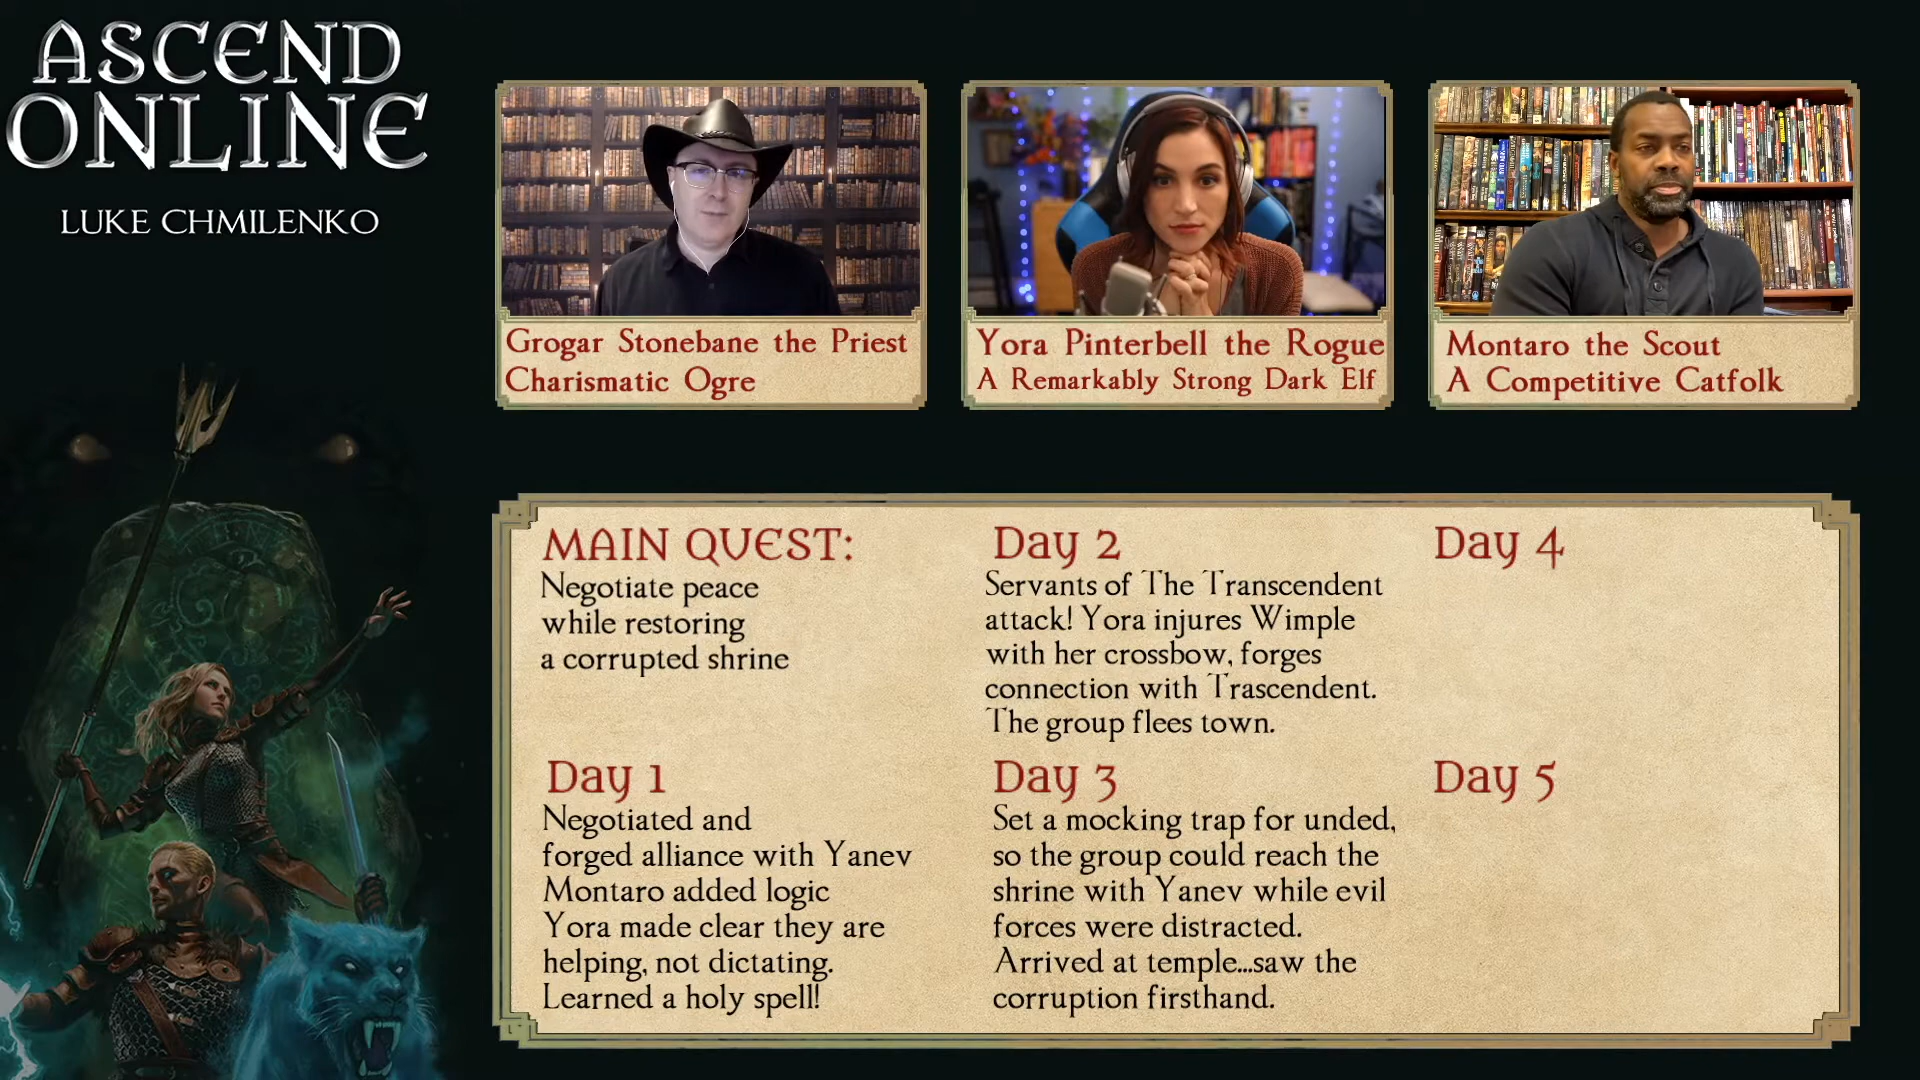 ASCEND
ONLINE
LUKE CHMILENKO
Grogar Stonebane the Priest
Charismatic Ogre
Yora Pinterbell the Rogue
A Remarkably Strong Dark Elf
Montaro the Scout
A Competitive Catfolk
MAIN QUEST:
Negotiate peace
while restoring
a corrupted shrine
Day 1
Negotiated and
forged alliance with Yanev
Montaro added logic
Yora made clear they are
helping, not dictating.
Learned a holy spell!
Day 2
Servants of The Transcendent
attack! Yora injures Wimple
with her crossbow, forges
connection with Trascendent.
The group flees town.
Day 3
Set a mocking trap for unded,
so the group could reach the
shrine with Yanev while evil
forces were distracted.
Arrived at temple...saw the
corruption firsthand.
Day 4
Day 5